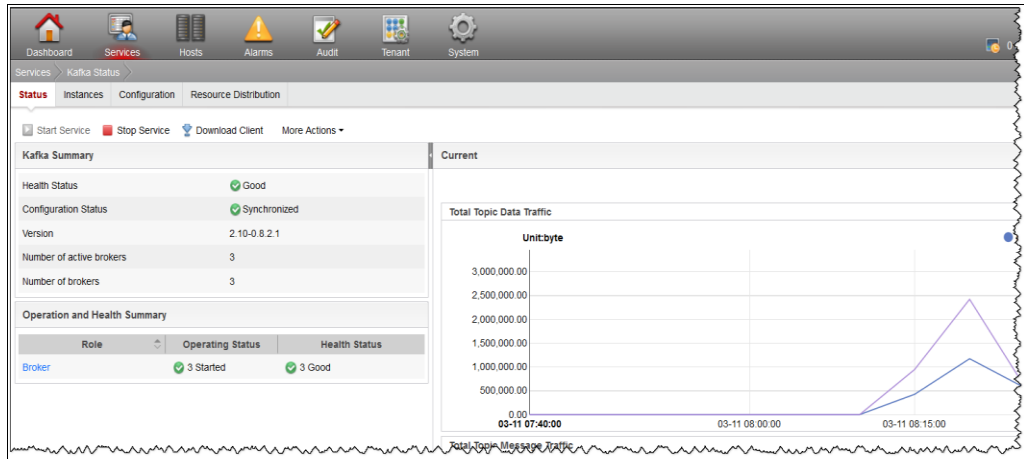 Dashboard Services Hosts Alarms Audit Tenant System
0
Services Kafka Status
Status Instances Configuration Resource Distribution
Start Service Stop Service Download Client More Actions
Kafka Summary
Health Status Good
Configuration Status Synchronized
Version 2.10-0.8.2.1
Number of active brokers 3
Number of brokers 3
Operation and Health Summary
Role Operating Status Health Status
Broker 3 Started 3 Good
Current
Total Topic Data Traffic
Unit:byte
3,000,000.00
2,500,000.00
2,000,000.00
1,500,000.00
1,000,000.00
500,000.00
0.00
03-11 07:40:00 03-11 08:00:00 03-11 08:15:00
Total Topic Message Traffic